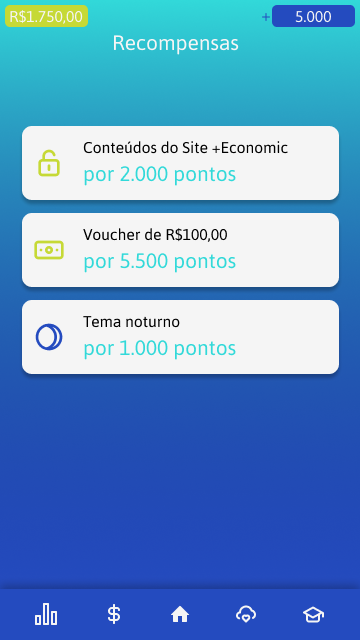 R$1.750,00
+ 5.000
Recompensas
Conteúdos do Site +Economic
por 2.000 pontos
Voucher de R$100,00
por 5.500 pontos
Tema noturno
por 1.000 pontos